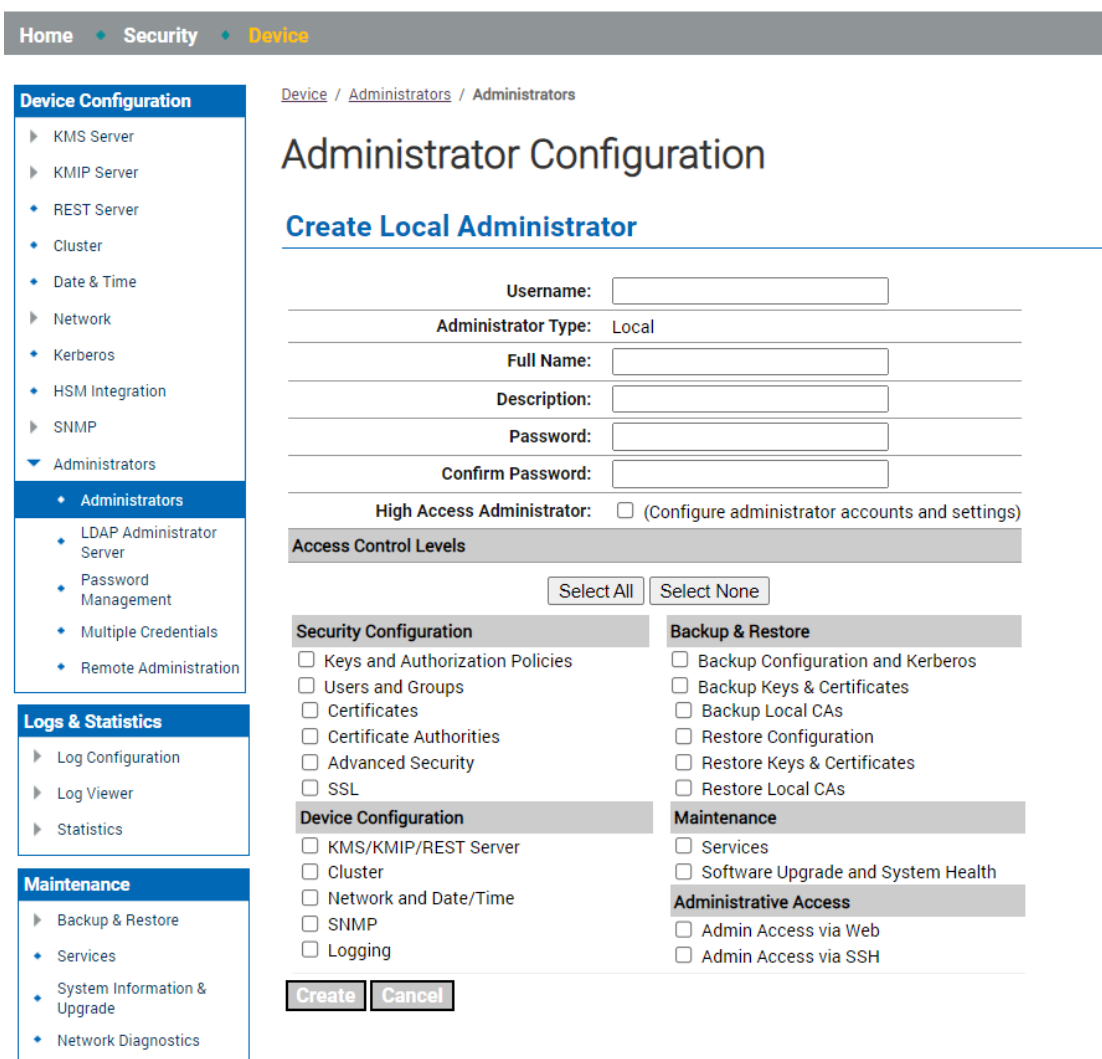 Home Security Device
Device Configuration
KMS Server
KMIP Server
REST Server
Cluster
Date & Time
Network
Kerberos
HSM Integration
SNMP
Administrators
Administrators
LDAP Administrator
Server
Password
Management
Multiple Credentials
Remote Administration
Logs & Statistics
Log Configuration
Log Viewer
Statistics
Maintenance
Backup & Restore
Services
System Information &
Upgrade
Network Diagnostics
Device / Administrators / Administrators
Administrator Configuration
Create Local Administrator
Username:
Administrator Type: Local
Full Name:
Description:
Password:
Confirm Password:
High Access Administrator: (Configure administrator accounts and settings)
Access Control Levels
Select All Select None
Security Configuration
Keys and Authorization Policies
Users and Groups
Certificates
Certificate Authorities
Advanced Security
SSL
Device Configuration
KMS/KMIP/REST Server
Cluster
Network and Date/Time
SNMP
Logging
Backup & Restore
Backup Configuration and Kerberos
Backup Keys & Certificates
Backup Local CAs
Restore Configuration
Restore Keys & Certificates
Restore Local CAs
Maintenance
Services
Software Upgrade and System Health
Administrative Access
Admin Access via Web
Admin Access via SSH
Create Cancel